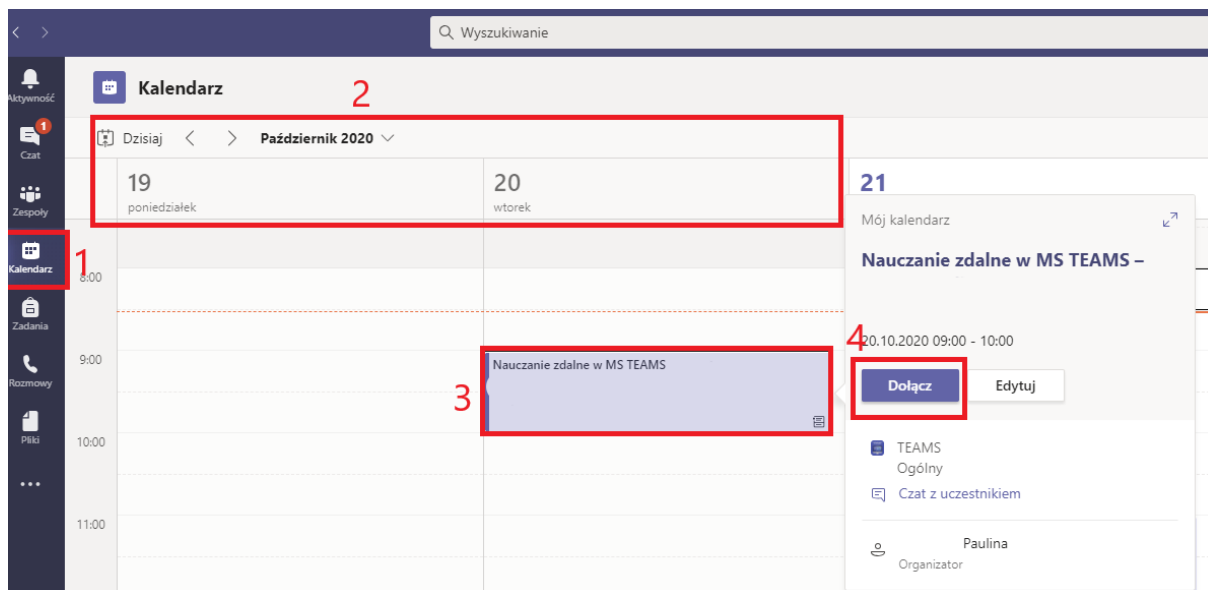 Wyszukiwanie
Aktywność
Czat
1
Zespoły
Kalendarz
Zadania
Rozmowy
Pliki
Kalendarz
2
Dzisiaj
Październik 2020
19
poniedziałek
20
wtorek
21
1
8:00
9:00
10:00
11:00
3
Nauczanie zdalne w MS TEAMS
Mój kalendarz
Nauczanie zdalne w MS TEAMS –
4
20.10.2020 09:00 - 10:00
Dołącz
Edytuj
TEAMS
Ogólny
Czat z uczestnikiem
Paulina
Organizator